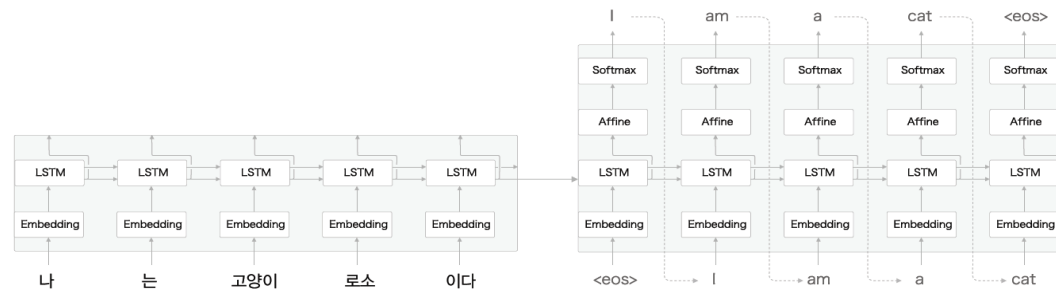 I am a cat <eos>
Softmax Softmax Softmax Softmax Softmax
Affine Affine Affine Affine Affine
LSTM LSTM LSTM LSTM LSTM LSTM LSTM LSTM LSTM LSTM
Embedding Embedding Embedding Embedding Embedding Embedding Embedding Embedding Embedding Embedding
나 는 고양이 로소 이다 <eos> I am a cat